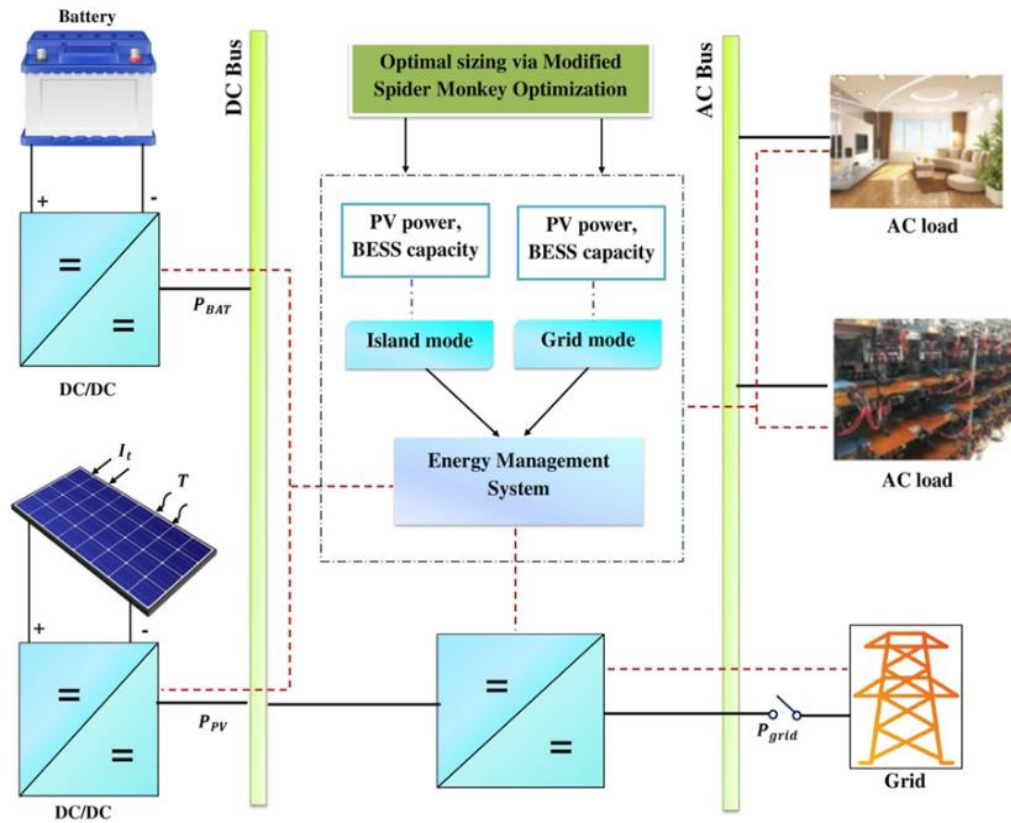 Battery
+
-
=
=
P_BAT
DC/DC
I_t
T
+
-
=
=
P_PV
DC/DC
DC Bus
Optimal sizing via Modified
Spider Monkey Optimization
PV power,
BESS capacity
PV power,
BESS capacity
Island mode
Grid mode
Energy Management
System
=
=
AC Bus
AC load
AC load
P_grid
Grid